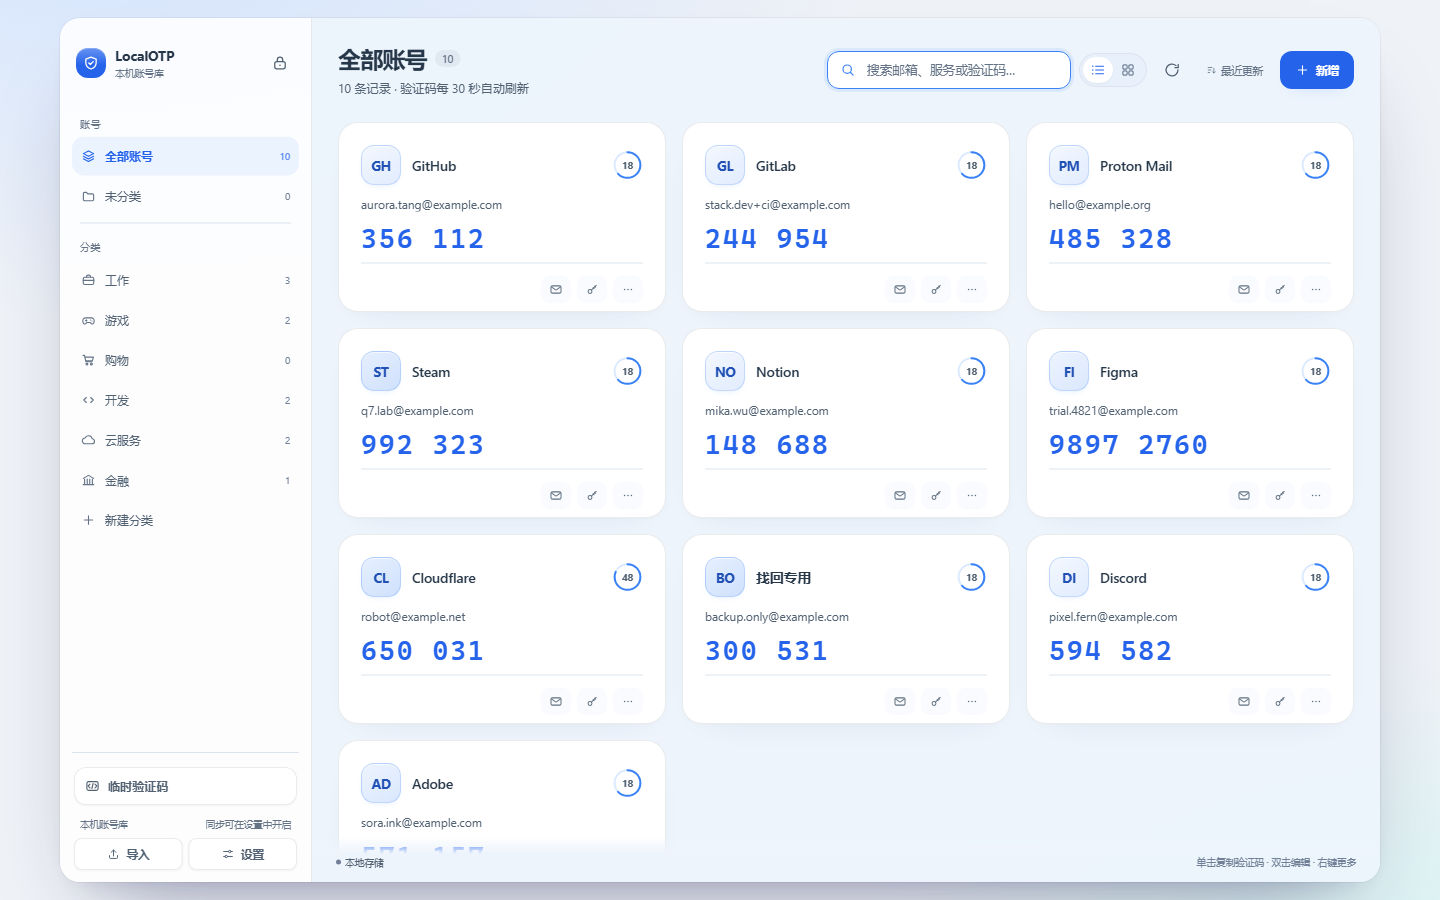 LocalOTP
本机账号库
账号
全部账号 10
未分类 0
分类
工作 3
游戏 2
购物 0
开发 2
云服务 2
金融 1
新建分类
临时验证码
本机账号库 同步可在设置中开启
导入 设置
全部账号 10
10 条记录 · 验证码每 30 秒自动刷新
搜索邮箱、服务或验证码...
最近更新
新增
GH GitHub 18
aurora.tang@example.com
356 112
GL GitLab 18
stack.dev+ci@example.com
244 954
PM Proton Mail 18
hello@example.org
485 328
ST Steam 18
q7.lab@example.com
992 323
NO Notion 18
mika.wu@example.com
148 688
FI Figma 18
trial.4821@example.com
9897 2760
CL Cloudflare 48
robot@example.net
650 031
BO 找回专用 18
backup.only@example.com
300 531
DI Discord 18
pixel.fern@example.com
594 582
AD Adobe 18
sora.ink@example.com
本地存储
单击复制验证码 · 双击编辑 · 右键更多